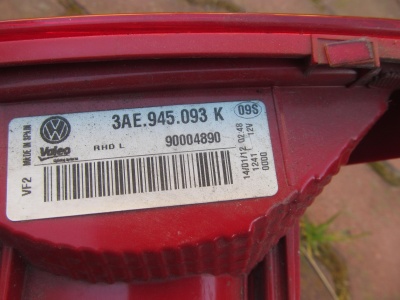 MADE IN SPAIN
VW
3AE.945.093 K
09S
Valeo
RHD L
90004890
VF2
14/01/12 02:48
1241 12V
0000